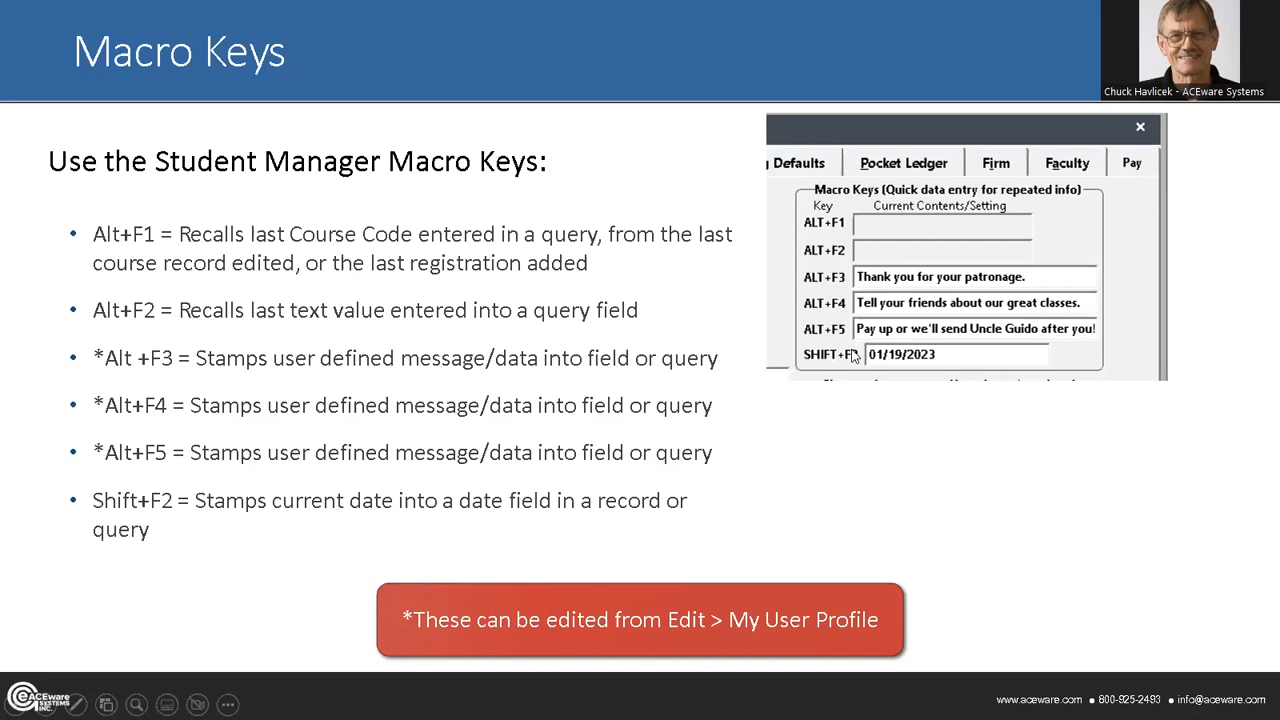 Macro Keys
Chuck Havlicek - ACEware Systems
Use the Student Manager Macro Keys:
• Alt+F1 = Recalls last Course Code entered in a query, from the last
course record edited, or the last registration added
• Alt+F2 = Recalls last text value entered into a query field
• *Alt +F3 = Stamps user defined message/data into field or query
• *Alt+F4 = Stamps user defined message/data into field or query
• *Alt+F5 = Stamps user defined message/data into field or query
• Shift+F2 = Stamps current date into a date field in a record or
query
Defaults Pocket Ledger Firm Faculty Pay
Macro Keys (Quick data entry for repeated info)
Key Current Contents/Setting
ALT+F1
ALT+F2
ALT+F3 Thank you for your patronage.
ALT+F4 Tell your friends about our great classes.
ALT+F5 Pay up or we'll send Uncle Guido after you!
SHIFT+F 01/19/2023
*These can be edited from Edit > My User Profile
ACEware
SYSTEMS
INC.
www.aceware.com • 800-925-2493 • info@aceware.com